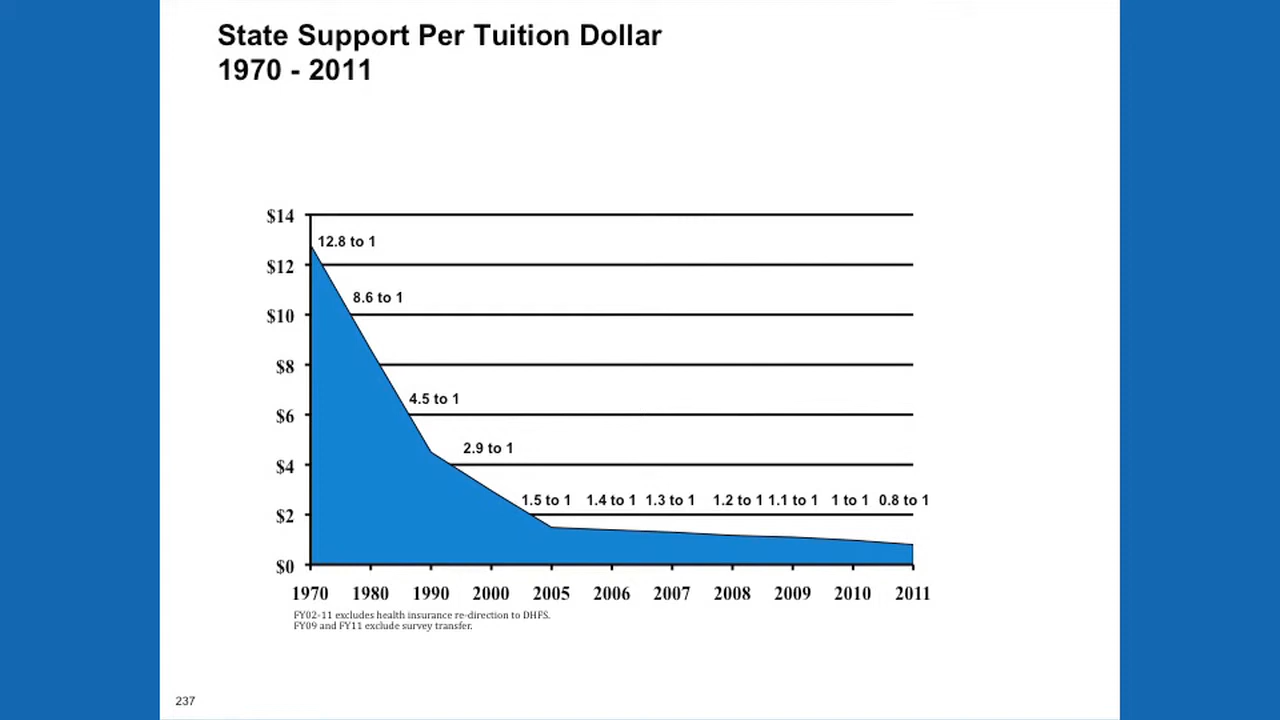 State Support Per Tuition Dollar
1970 - 2011
$14
12.8 to 1
$12
8.6 to 1
$10
$8
4.5 to 1
$6
2.9 to 1
$4
1.5 to 1 1.4 to 1 1.3 to 1 1.2 to 1 1.1 to 1 1 to 1 0.8 to 1
$2
$0
1970 1980 1990 2000 2005 2006 2007 2008 2009 2010 2011
FY02-11 excludes health insurance re-direction to DHFS.
FY09 and FY11 exclude survey transfer.
237